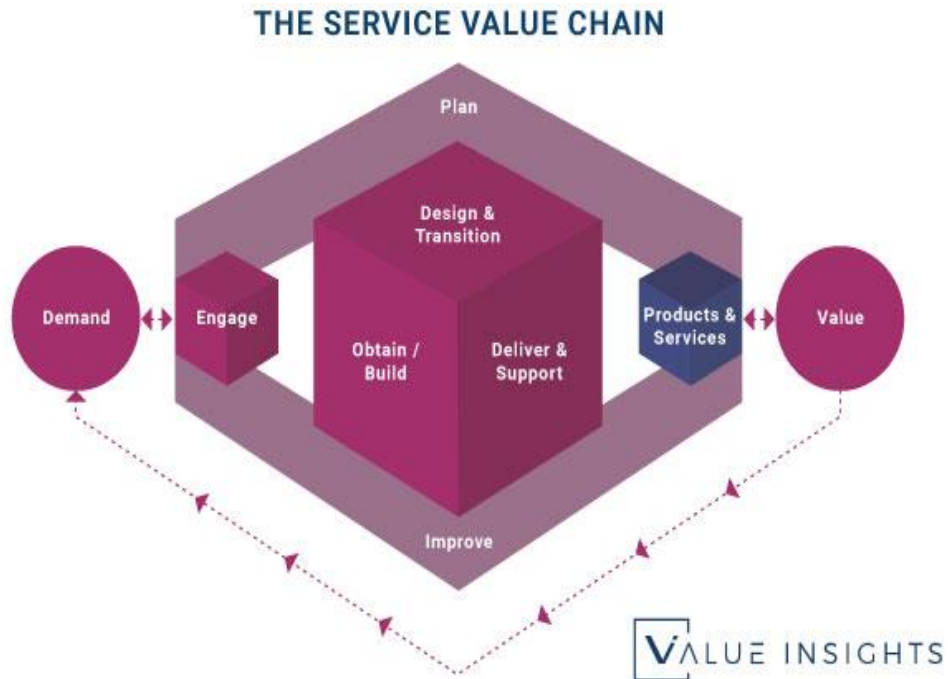 THE SERVICE VALUE CHAIN
Plan
Design &
Transition
Demand
Engage
Obtain /
Build
Deliver &
Support
Products &
Services
Value
Improve
VALUE INSIGHTS